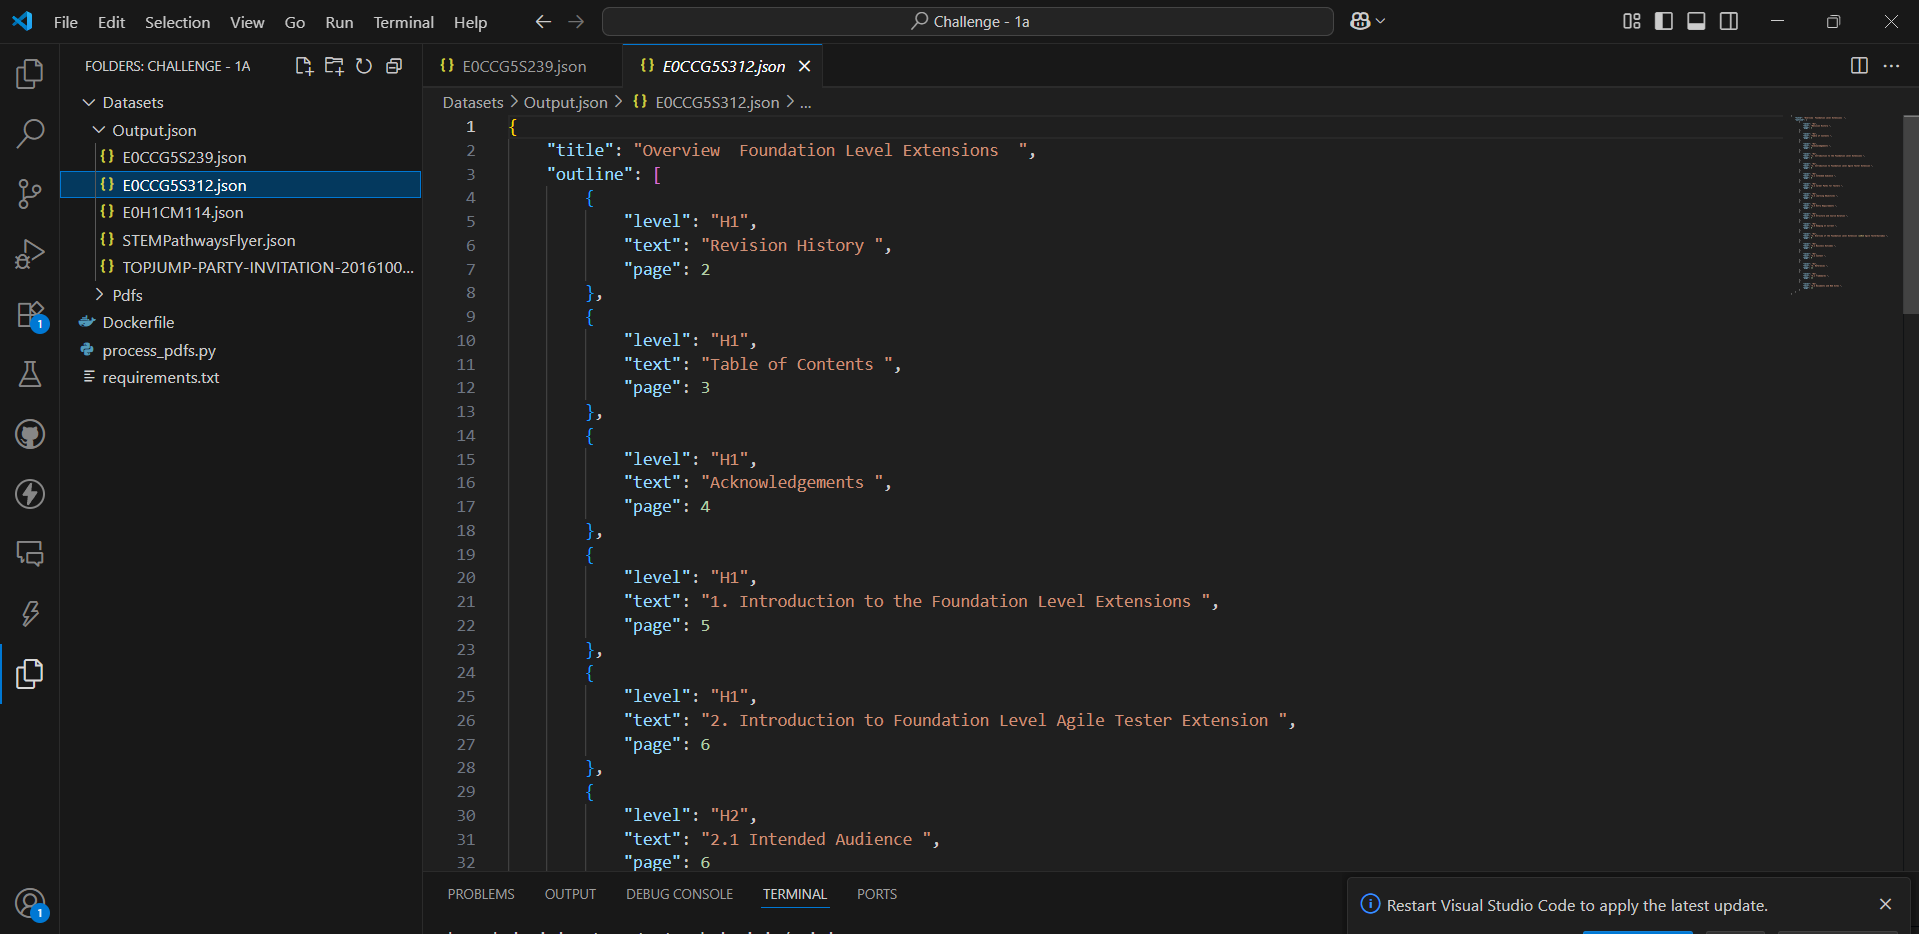 File Edit Selection View Go Run Terminal Help
Challenge - 1a
FOLDERS: CHALLENGE - 1A
Datasets
Output.json
{} E0CCG5S239.json
{} E0CCG5S312.json
{} E0H1CM114.json
{} STEMPathwaysFlyer.json
{} TOPJUMP-PARTY-INVITATION-2016100...
Pdfs
Dockerfile
process_pdfs.py
requirements.txt
1
1
{} E0CCG5S239.json
{} E0CCG5S312.json
Datasets > Output.json > {} E0CCG5S312.json > ...
1 {
2 "title": "Overview  Foundation Level Extensions  ",
3 "outline": [
4 {
5 "level": "H1",
6 "text": "Revision History ",
7 "page": 2
8 },
9 {
10 "level": "H1",
11 "text": "Table of Contents ",
12 "page": 3
13 },
14 {
15 "level": "H1",
16 "text": "Acknowledgements ",
17 "page": 4
18 },
19 {
20 "level": "H1",
21 "text": "1. Introduction to the Foundation Level Extensions ",
22 "page": 5
23 },
24 {
25 "level": "H1",
26 "text": "2. Introduction to Foundation Level Agile Tester Extension ",
27 "page": 6
28 },
29 {
30 "level": "H2",
31 "text": "2.1 Intended Audience ",
32 "page": 6
PROBLEMS OUTPUT DEBUG CONSOLE TERMINAL PORTS
Restart Visual Studio Code to apply the latest update.